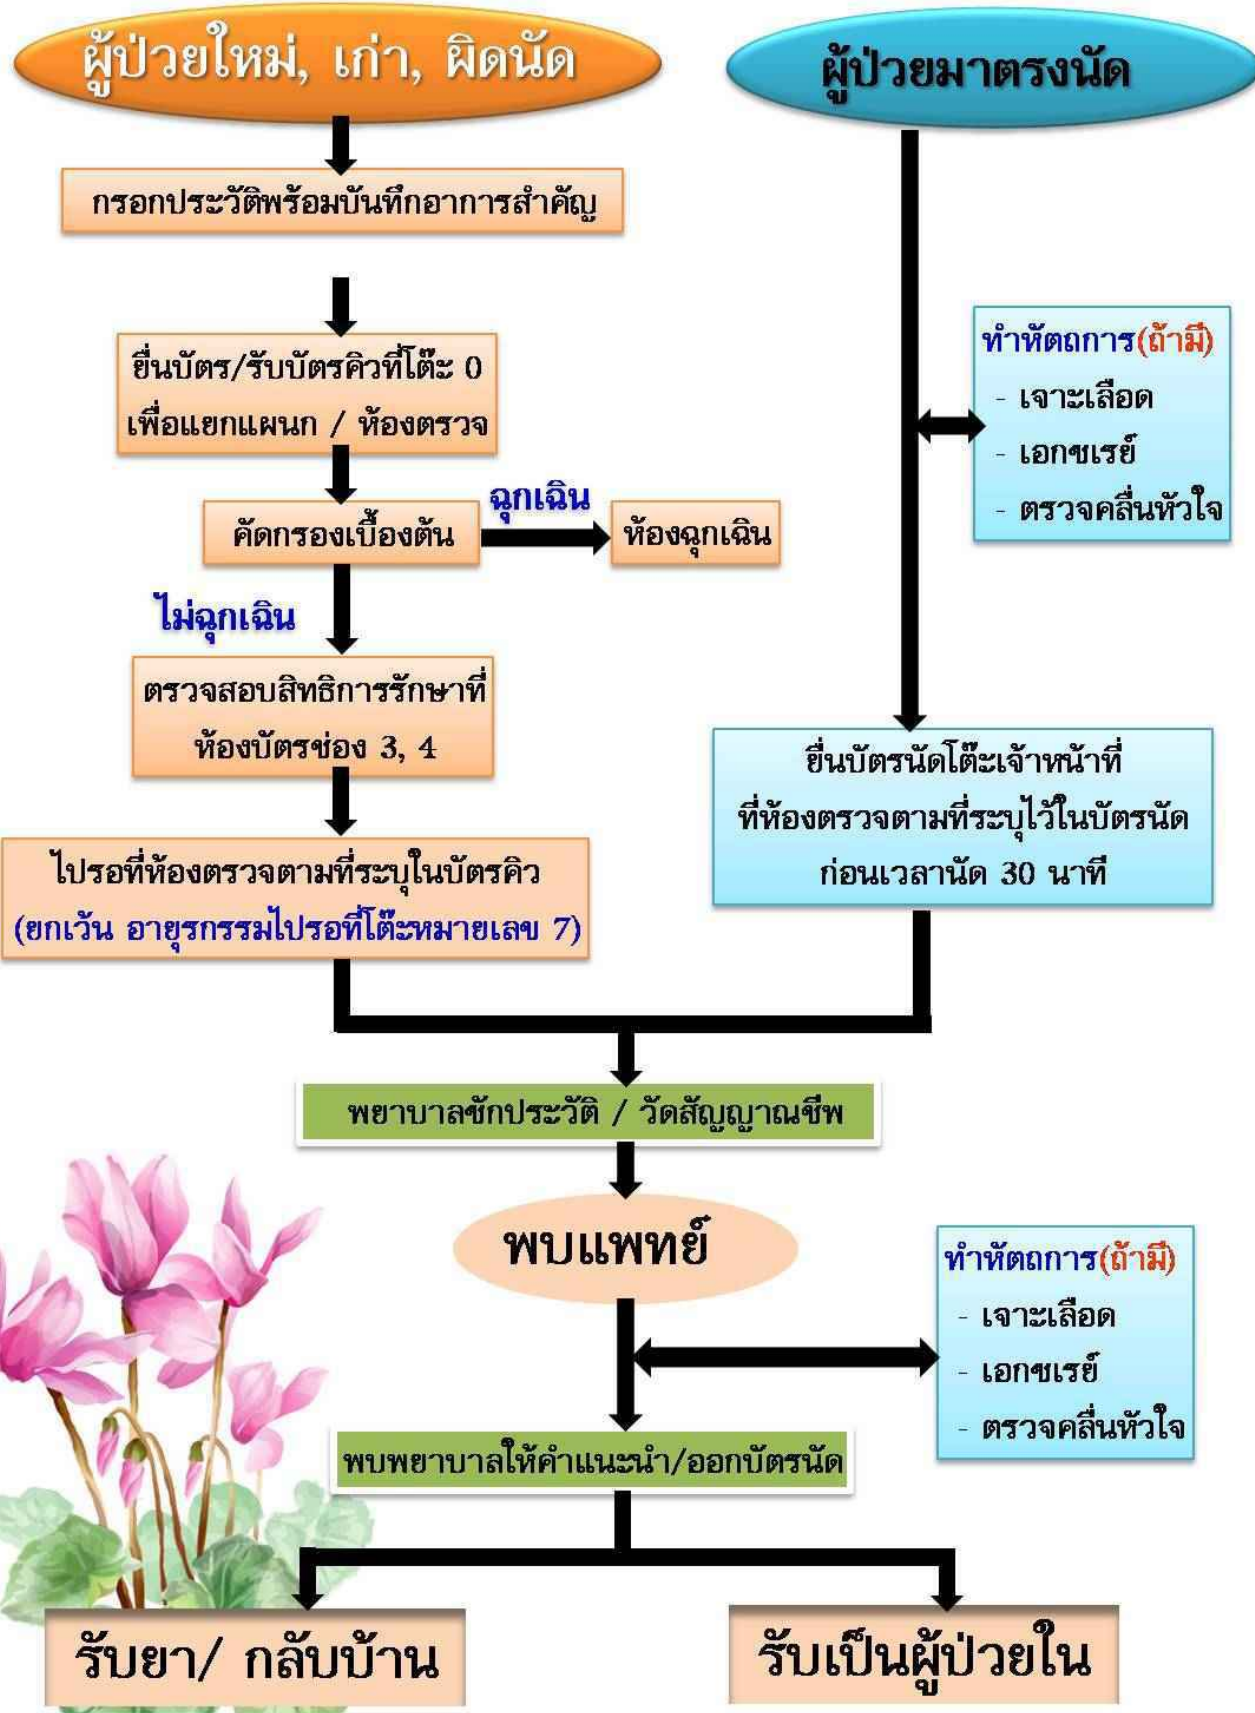 ผู้ป่วยใหม่, เก่า, ผิดนัด
กรอกประวัติพร้อมบันทึกอาการสำคัญ
ยื่นบัตร/รับบัตรคิวที่โต๊ะ 0
เพื่อแยกแผนก / ห้องตรวจ
คัดกรองเบื้องต้น
ฉุกเฉิน
ห้องฉุกเฉิน
ไม่ฉุกเฉิน
ตรวจสอบสิทธิการรักษาที่
ห้องบัตรช่อง 3, 4
ไปรอที่ห้องตรวจตามที่ระบุในบัตรคิว
(ยกเว้น อายุรกรรมไปรอที่โต๊ะหมายเลข 7)
ผู้ป่วยมาตรงนัด
ทำหัตถการ(ถ้ามี)
- เจาะเลือด
- เอกซเรย์
- ตรวจคลื่นหัวใจ
ยื่นบัตรนัดโต๊ะเจ้าหน้าที่
ที่ห้องตรวจตามที่ระบุไว้ในบัตรนัด
ก่อนเวลานัด 30 นาที
พยาบาลซักประวัติ / วัดสัญญาณชีพ
พบแพทย์
ทำหัตถการ(ถ้ามี)
- เจาะเลือด
- เอกซเรย์
- ตรวจคลื่นหัวใจ
พบพยาบาลให้คำแนะนำ/ออกบัตรนัด
รับยา/ กลับบ้าน
รับเป็นผู้ป่วยใน